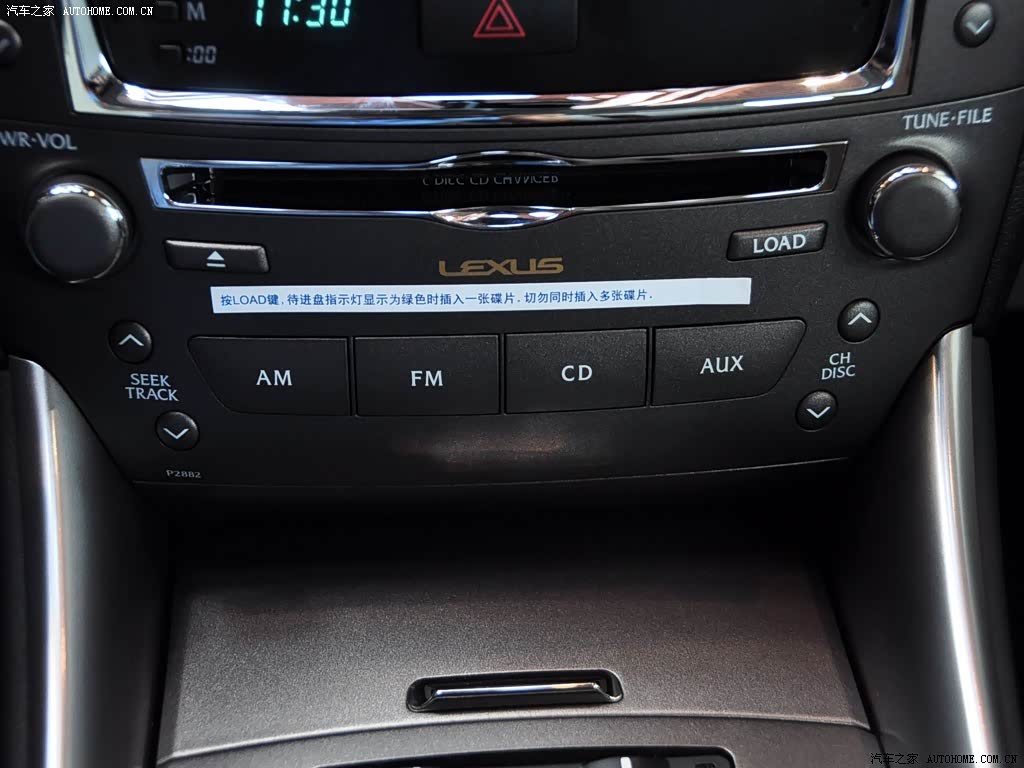 汽车之家 AUTOHOME.COM.CN
M
11:30
:00
WR·VOL
TUNE·FILE
LOAD
LEXUS
按LOAD键,待进盘指示灯显示为绿色时插入一张碟片.切勿同时插入多张碟片.
SEEK
TRACK
AM
FM
CD
AUX
CH
DISC
P2882
汽车之家 AUTOHOME.COM.CN